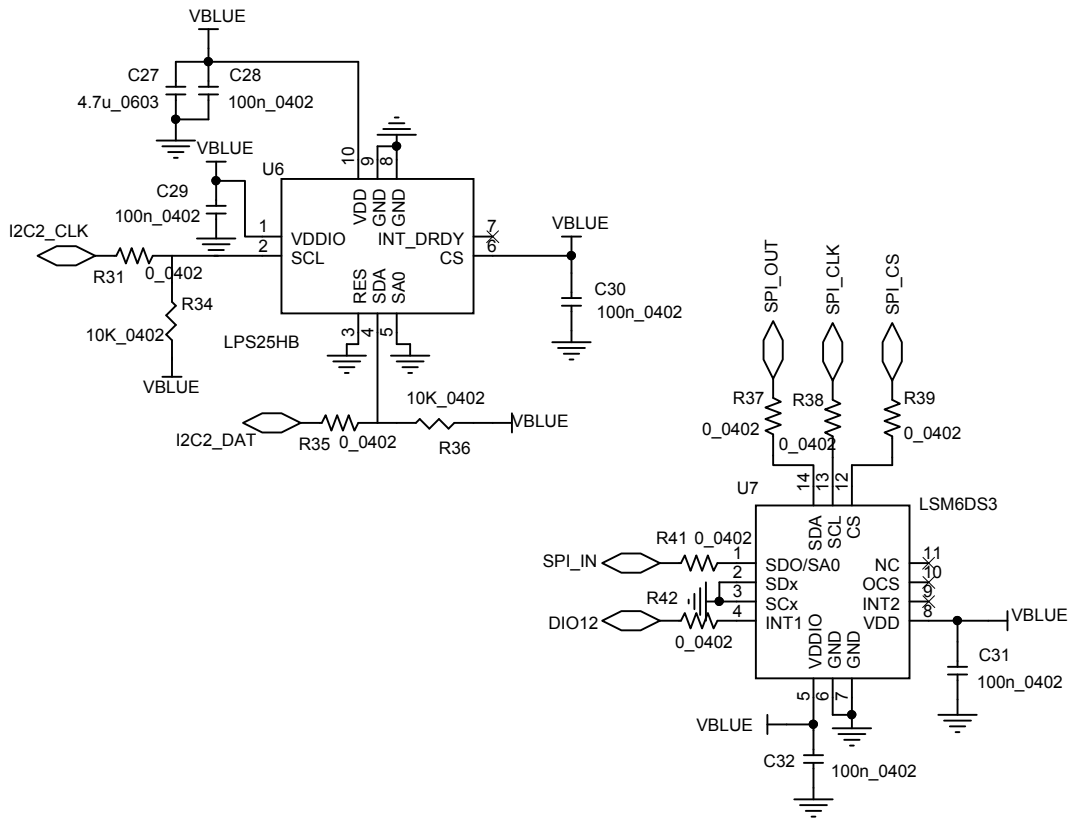 VBLUE
C27
4.7u_0603
C28
100n_0402
VBLUE
C29
100n_0402
U6
10
9
8
VDD
GND
GND
1
VDDIO
2
SCL
INT_DRDY
7
CS
6
RES
SDA
SA0
3
4
5
LPS25HB
I2C2_CLK
R31
0_0402
R34
10K_0402
VBLUE
VBLUE
C30
100n_0402
I2C2_DAT
R35
0_0402
10K_0402
R36
VBLUE
SPI_OUT
SPI_CLK
SPI_CS
R37
0_0402
R38
0_0402
R39
0_0402
U7
14
13
12
LSM6DS3
SDA
SCL
CS
SPI_IN
R41 0_0402
1
SDO/SA0
2
SDx
3
SCx
4
INT1
DIO12
R42
0_0402
NC
11
OCS
10
INT2
9
VDD
8
VDDIO
GND
GND
5
6
7
VBLUE
C31
100n_0402
VBLUE
C32
100n_0402